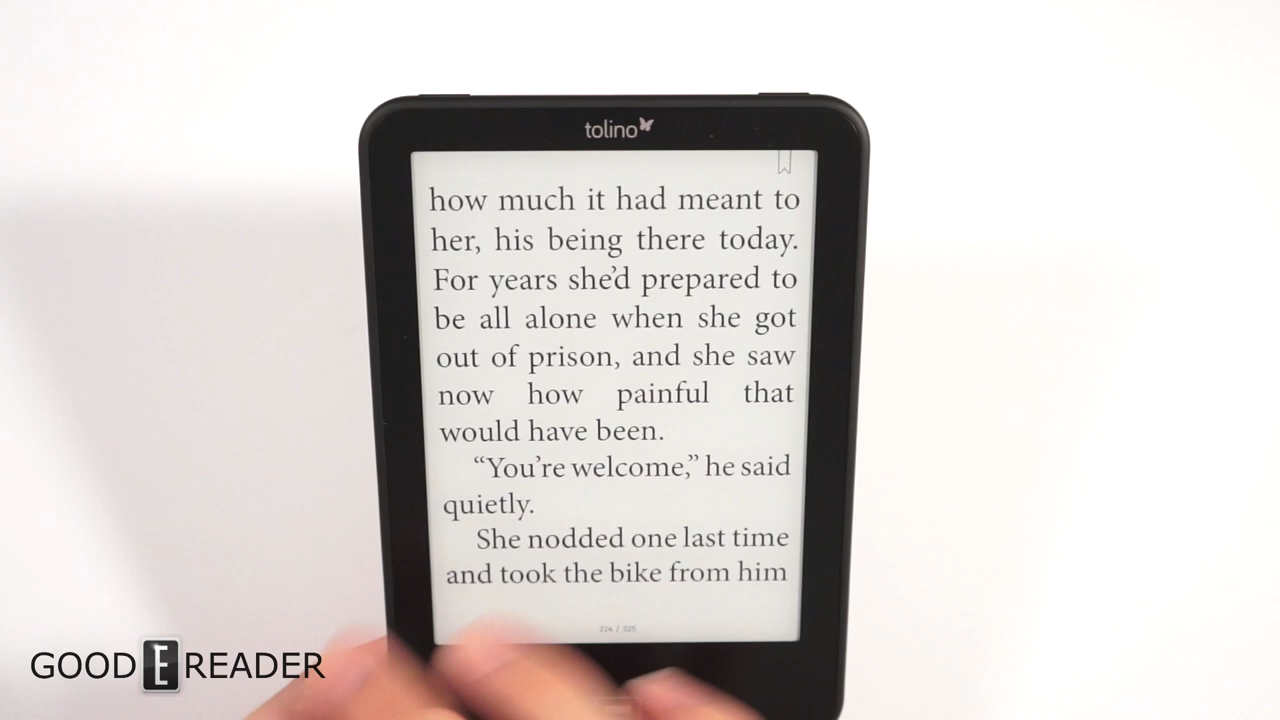 tolino
how much it had meant to
her, his being there today.
For years she’d prepared to
be all alone when she got
out of prison, and she saw
now how painful that
would have been.
“You’re welcome,” he said
quietly.
She nodded one last time
and took the bike from him
224 / 325
GOOD E READER